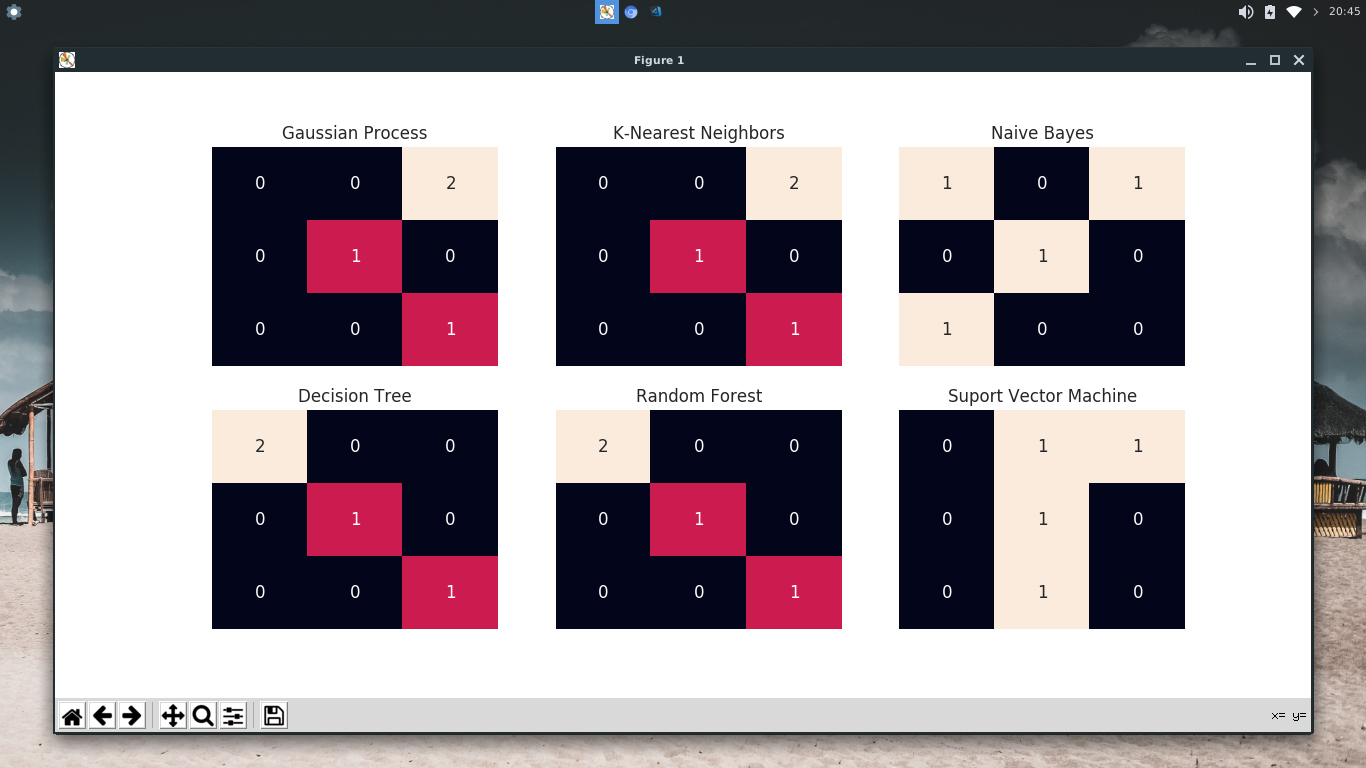 20:45
Figure 1
Gaussian Process K-Nearest Neighbors Naive Bayes
0 0 2 0 0 2 1 0 1
0 1 0 0 1 0 0 1 0
0 0 1 0 0 1 1 0 0
Decision Tree Random Forest Suport Vector Machine
2 0 0 2 0 0 0 1 1
0 1 0 0 1 0 0 1 0
0 0 1 0 0 1 0 1 0
x= y=